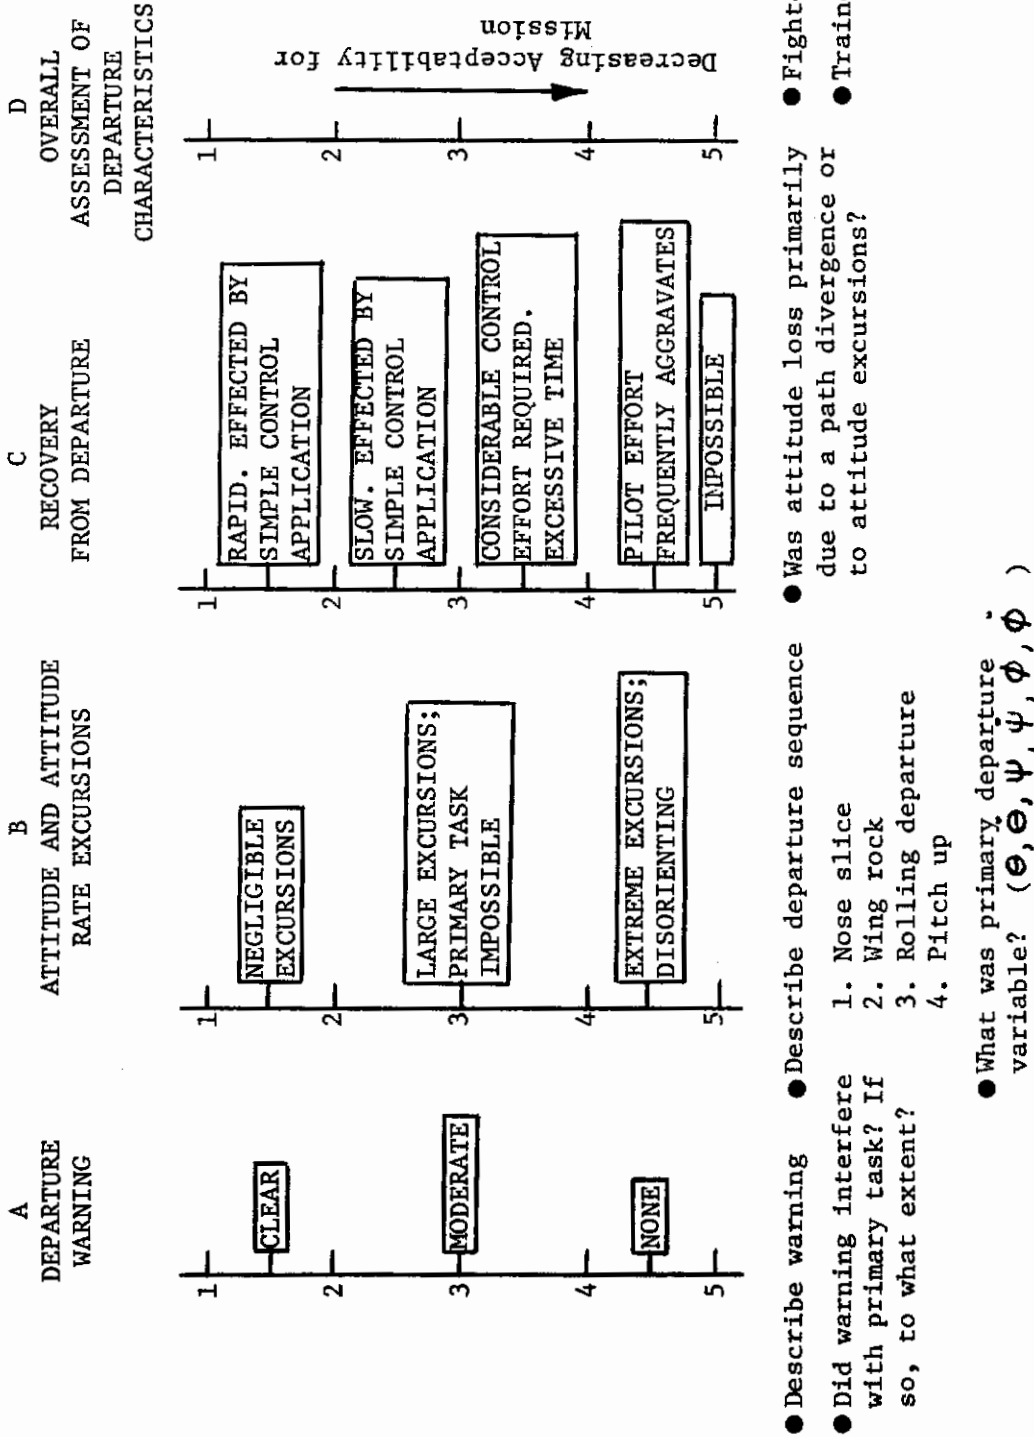 A
DEPARTURE
WARNING
1
2
3
4
5
CLEAR
MODERATE
NONE
● Describe warning
● Did warning interfere
with primary task? If
so, to what extent?
B
ATTITUDE AND ATTITUDE
RATE EXCURSIONS
1
2
3
4
5
NEGLIGIBLE
EXCURSIONS
LARGE EXCURSIONS;
PRIMARY TASK
IMPOSSIBLE
EXTREME EXCURSIONS;
DISORIENTING
● Describe departure sequence
1. Nose slice
2. Wing rock
3. Rolling departure
4. Pitch up
● What was primary departure
variable? (θ, θ̇, ψ, ψ̇, φ, φ̇ )
C
RECOVERY
FROM DEPARTURE
1
2
3
4
5
RAPID. EFFECTED BY
SIMPLE CONTROL
APPLICATION
SLOW. EFFECTED BY
SIMPLE CONTROL
APPLICATION
CONSIDERABLE CONTROL
EFFORT REQUIRED.
EXCESSIVE TIME
PILOT EFFORT
FREQUENTLY AGGRAVATES
IMPOSSIBLE
● Was attitude loss primarily
due to a path divergence or
to attitude excursions?
D
OVERALL
ASSESSMENT OF
DEPARTURE
CHARACTERISTICS
1
2
3
4
5
Decreasing Acceptability for
Mission
● Fight
● Train